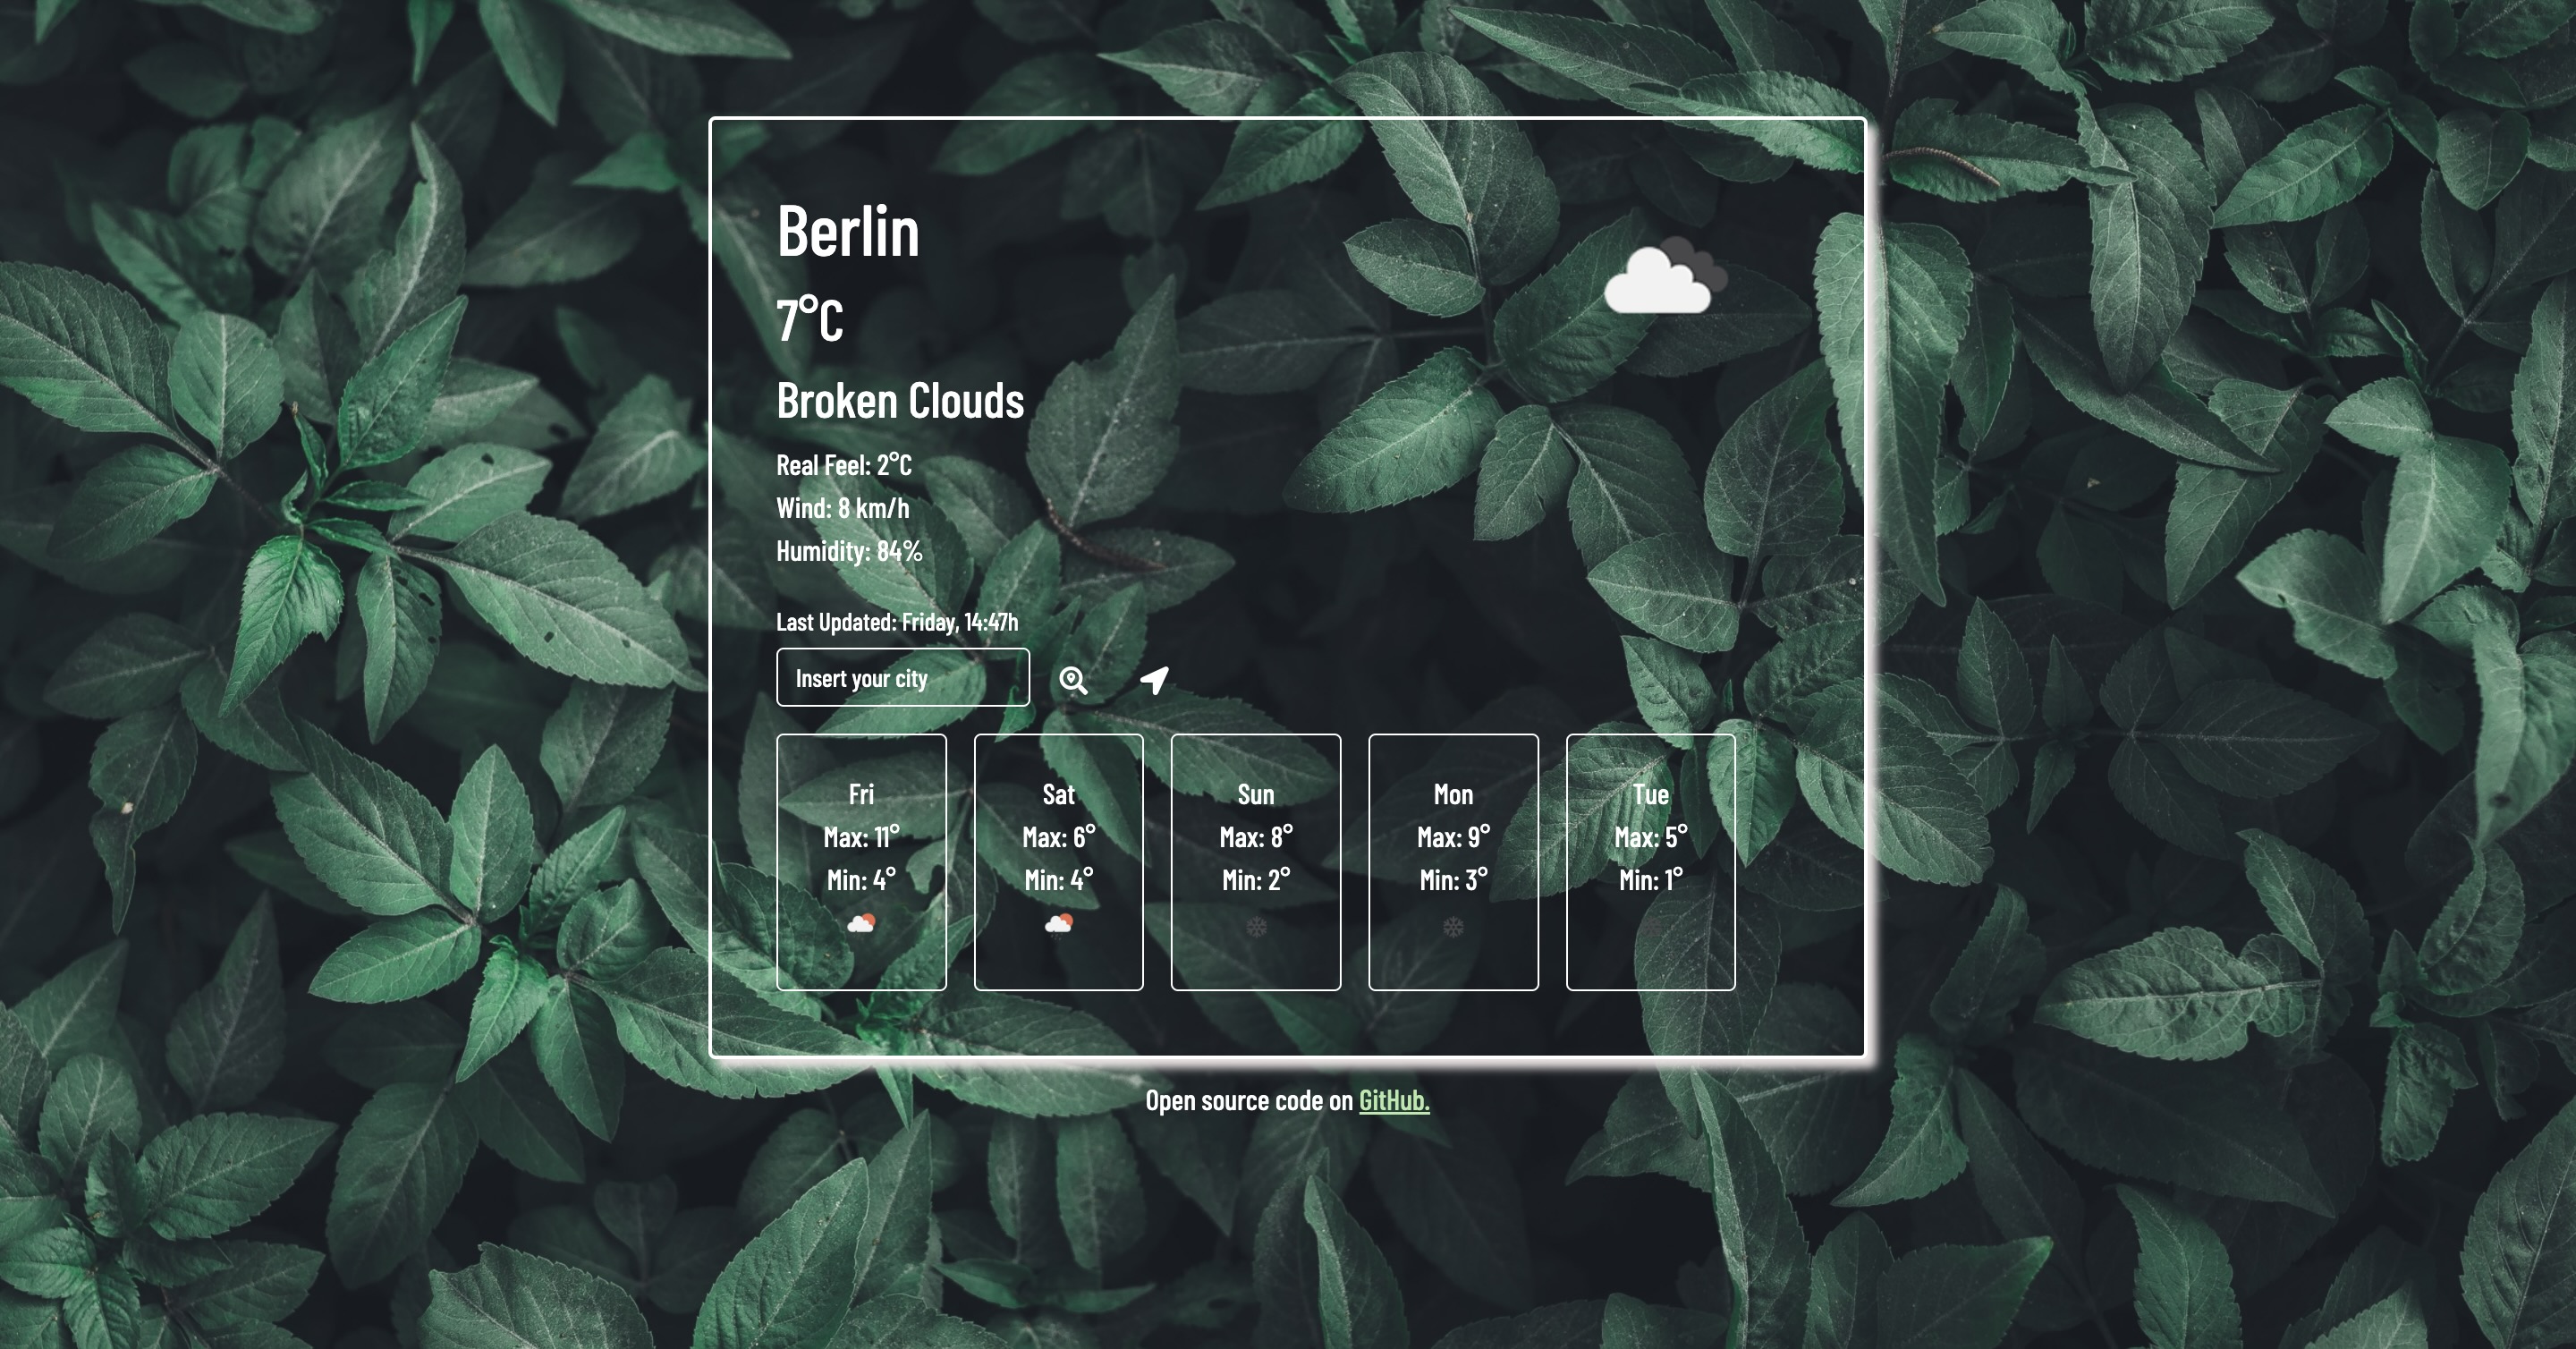 Berlin
7°C
Broken Clouds
Real Feel: 2°C
Wind: 8 km/h
Humidity: 84%
Last Updated: Friday, 14:47h
Insert your city
Fri
Max: 11°
Min: 4°
Sat
Max: 6°
Min: 4°
Sun
Max: 8°
Min: 2°
Mon
Max: 9°
Min: 3°
Tue
Max: 5°
Min: 1°
Open source code on GitHub.